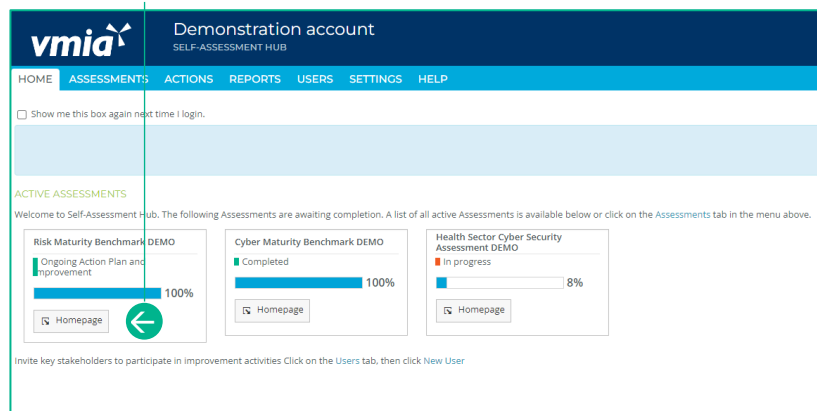 vmia
Demonstration account
SELF-ASSESSMENT HUB
HOME ASSESSMENTS ACTIONS REPORTS USERS SETTINGS HELP
Show me this box again next time I login.
ACTIVE ASSESSMENTS
Welcome to Self-Assessment Hub. The following Assessments are awaiting completion. A list of all active Assessments is available below or click on the Assessments tab in the menu above.
Risk Maturity Benchmark DEMO
Ongoing Action Plan and
mprovement
100%
Homepage
Cyber Maturity Benchmark DEMO
Completed
100%
Homepage
Health Sector Cyber Security
Assessment DEMO
In progress
8%
Homepage
Invite key stakeholders to participate in improvement activities Click on the Users tab, then click New User